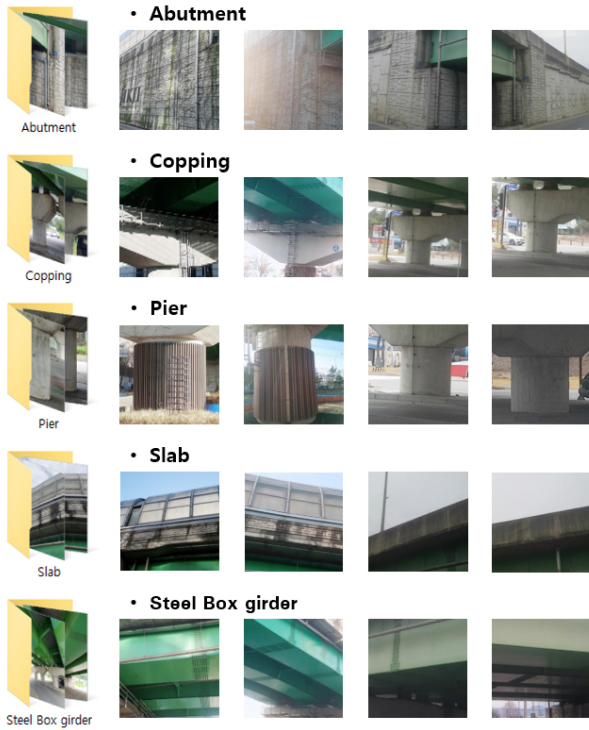 • Abutment
Abutment
• Copping
Copping
• Pier
Pier
• Slab
Slab
• Steel Box girder
Steel Box girder